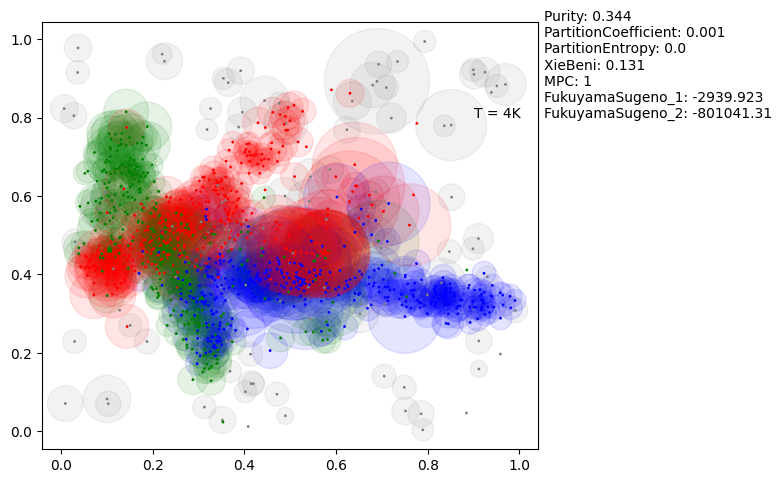 Purity: 0.344
PartitionCoefficient: 0.001
PartitionEntropy: 0.0
XieBeni: 0.131
MPC: 1
FukuyamaSugeno_1: -2939.923
FukuyamaSugeno_2: -801041.31
T = 4K
1.0
0.8
0.6
0.4
0.2
0.0
0.0 0.2 0.4 0.6 0.8 1.0